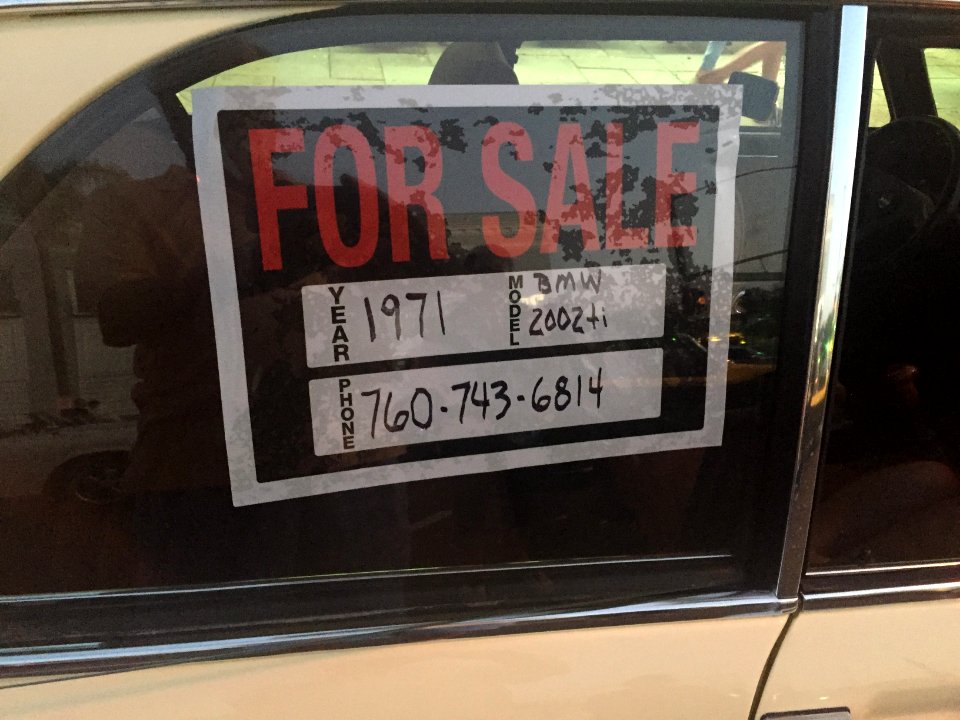 FOR SALE
YEAR 1971 MODEL BMW
2002ti
PHONE 760-743-6814